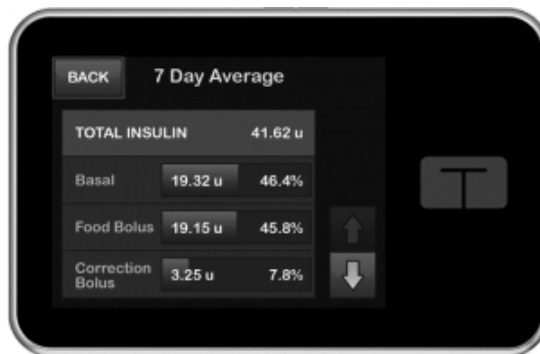 BACK
7 Day Average
TOTAL INSULIN 41.62 u
Basal 19.32 u 46.4%
Food Bolus 19.15 u 45.8%
Correction
Bolus 3.25 u 7.8%